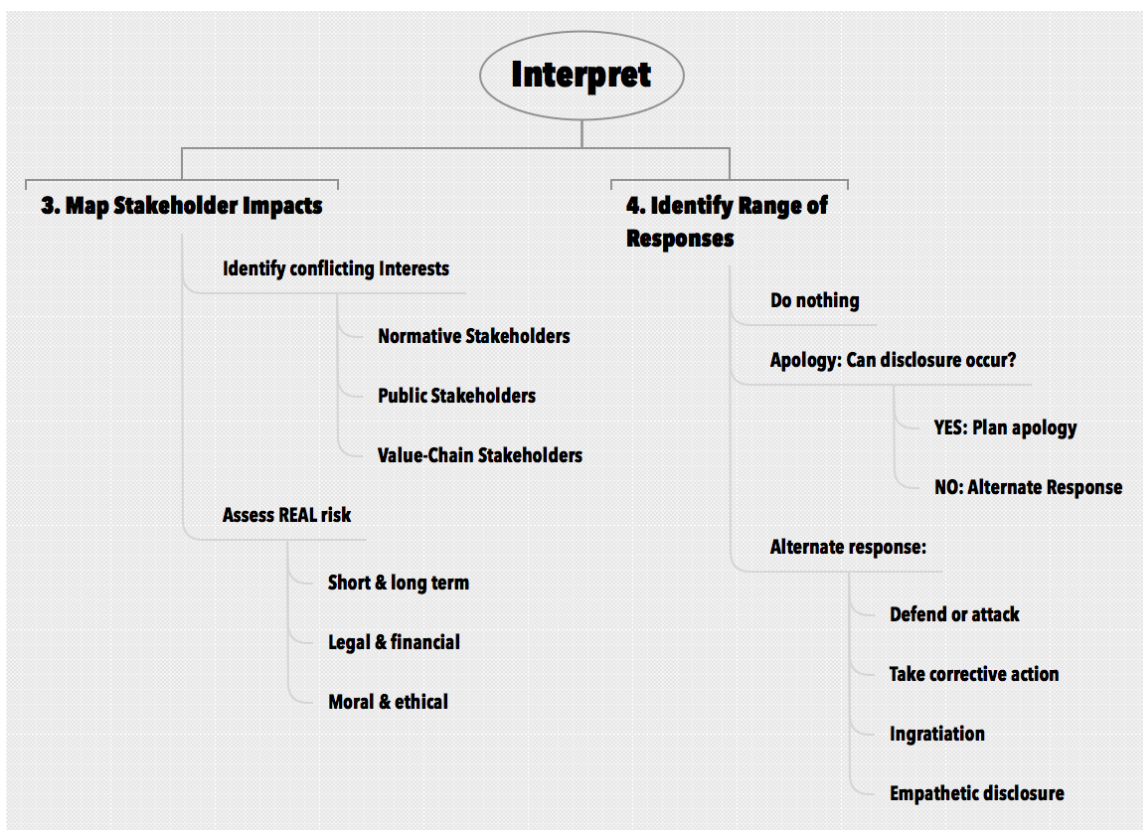 Interpret
3. Map Stakeholder Impacts
Identify conflicting Interests
Normative Stakeholders
Public Stakeholders
Value-Chain Stakeholders
Assess REAL risk
Short & long term
Legal & financial
Moral & ethical
4. Identify Range of
Responses
Do nothing
Apology: Can disclosure occur?
YES: Plan apology
NO: Alternate Response
Alternate response:
Defend or attack
Take corrective action
Ingratiation
Empathetic disclosure